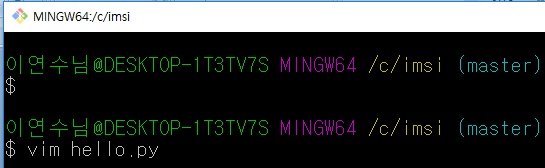 MINGW64:/c/imsi
이연수님@DESKTOP-1T3TV7S MINGW64 /c/imsi (master)
$
이연수님@DESKTOP-1T3TV7S MINGW64 /c/imsi (master)
$ vim hello.py